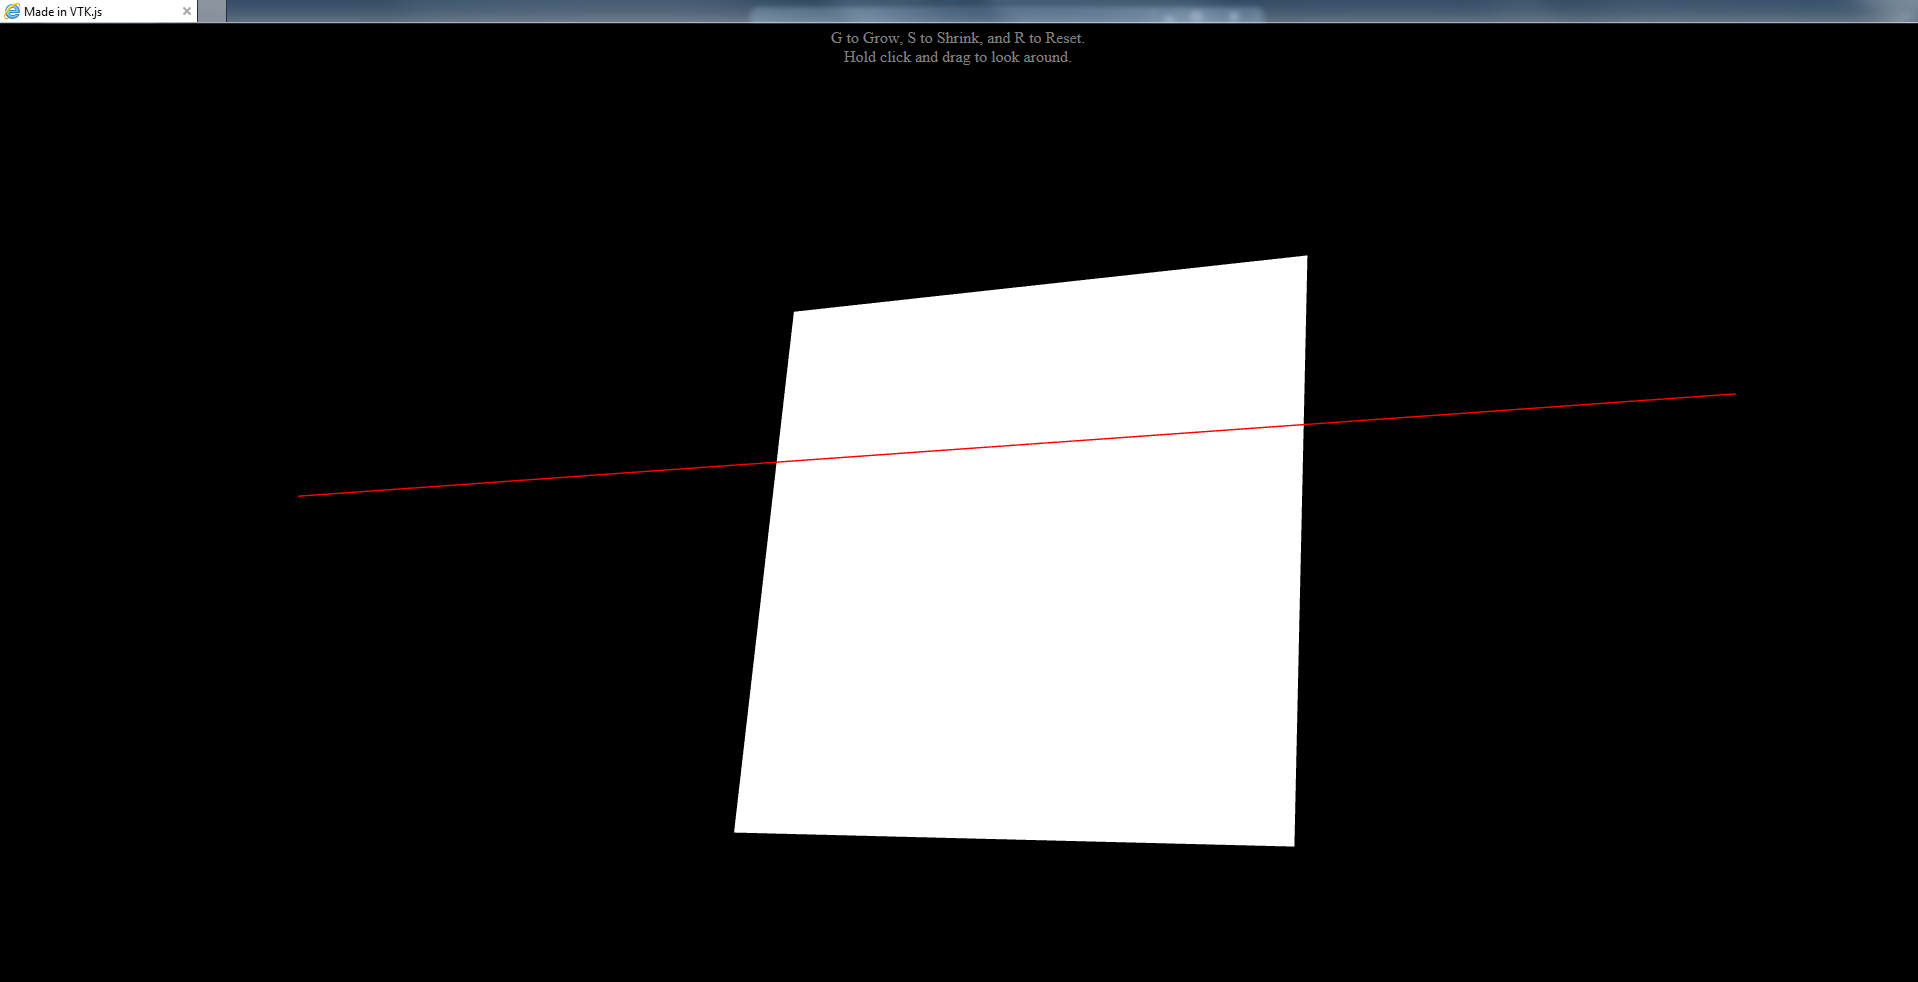 Made in VTK.js
G to Grow, S to Shrink, and R to Reset.
Hold click and drag to look around.